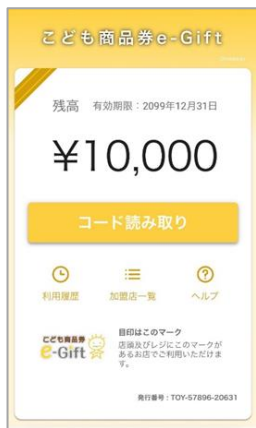 こども商品券e-Gift
残高 有効期限：2099年12月31日
¥10,000
コード読み取り
利用履歴 加盟店一覧 ヘルプ
こども商品券
e-Gift
目印はこのマーク
店頭及びレジにこのマークが
あるお店でご利用いただけま
す。
発行番号：TOY-57896-20631